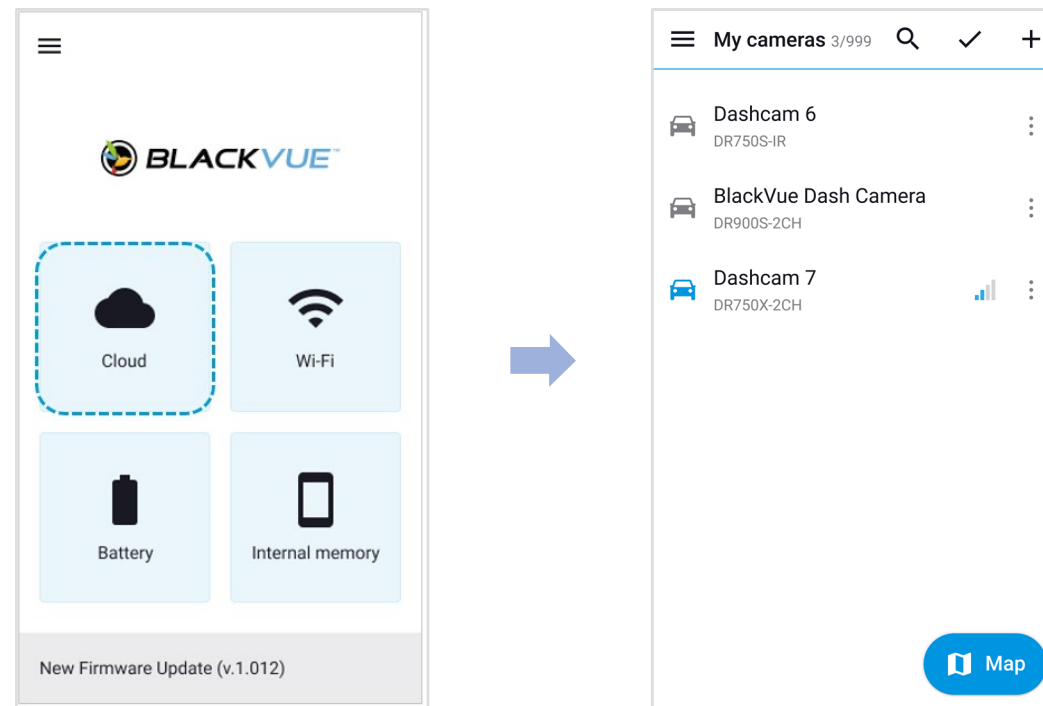 BLACKVUE™
Cloud
Wi-Fi
Battery
Internal memory
New Firmware Update (v.1.012)
My cameras 3/999
Dashcam 6
DR750S-IR
BlackVue Dash Camera
DR900S-2CH
Dashcam 7
DR750X-2CH
Map